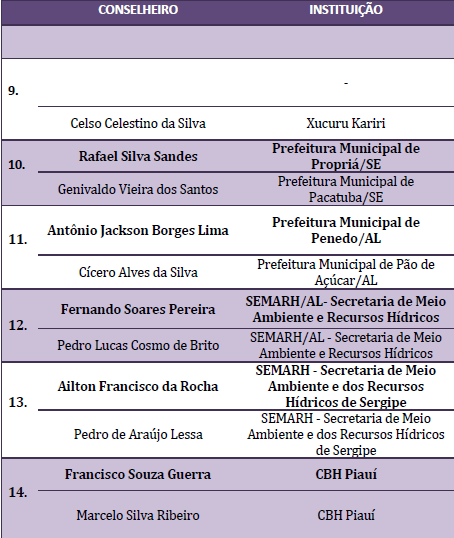 CONSELHEIRO INSTITUIÇÃO
9.
-
Celso Celestino da Silva Xucuru Kariri
10.
Rafael Silva Sandes Prefeitura Municipal de
Propriá/SE
Genivaldo Vieira dos Santos Prefeitura Municipal de
Pacatuba/SE
11.
Antônio Jackson Borges Lima Prefeitura Municipal de
Penedo/AL
Cícero Alves da Silva Prefeitura Municipal de Pão de
Açúcar/AL
12.
Fernando Soares Pereira SEMARH/AL- Secretaria de Meio
Ambiente e Recursos Hídricos
Pedro Lucas Cosmo de Brito SEMARH/AL - Secretaria de Meio
Ambiente e Recursos Hídricos
13.
Ailton Francisco da Rocha SEMARH - Secretaria de Meio
Ambiente e dos Recursos
Hídricos de Sergipe
Pedro de Araújo Lessa SEMARH - Secretaria de Meio
Ambiente e dos Recursos Hídricos
de Sergipe
14.
Francisco Souza Guerra CBH Piauí
Marcelo Silva Ribeiro CBH Piauí